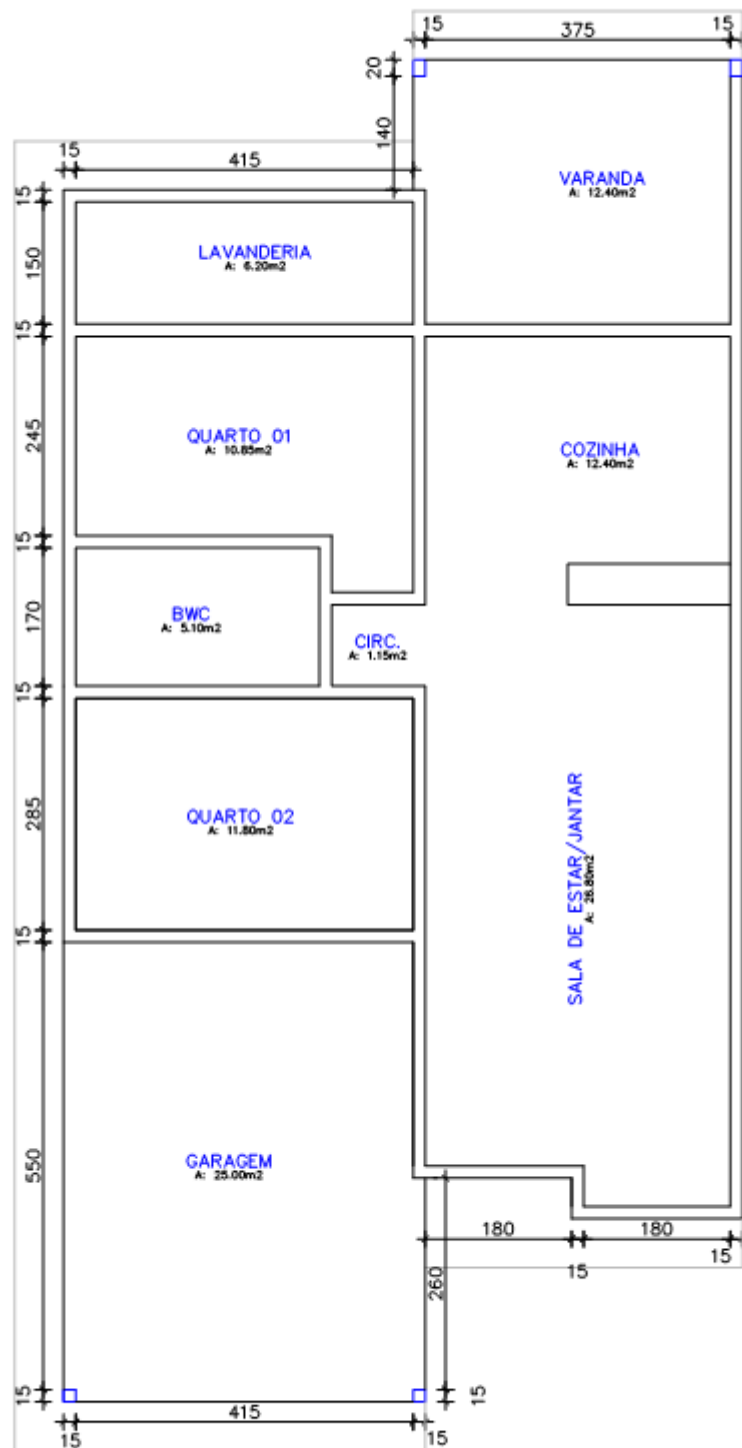 15
375
15
20
140
15
415
15
VARANDA
A: 12.40m2
LAVANDERIA
A: 6.20m2
150
15
QUARTO 01
A: 10.85m2
245
COZINHA
A: 12.40m2
15
BWC
A: 5.10m2
170
CIRC.
A: 1.15m2
15
QUARTO 02
A: 11.80m2
285
SALA DE ESTAR/JANTAR
A: 26.80m2
15
GARAGEM
A: 25.00m2
550
180
180
15
15
260
15
15
415
15
15